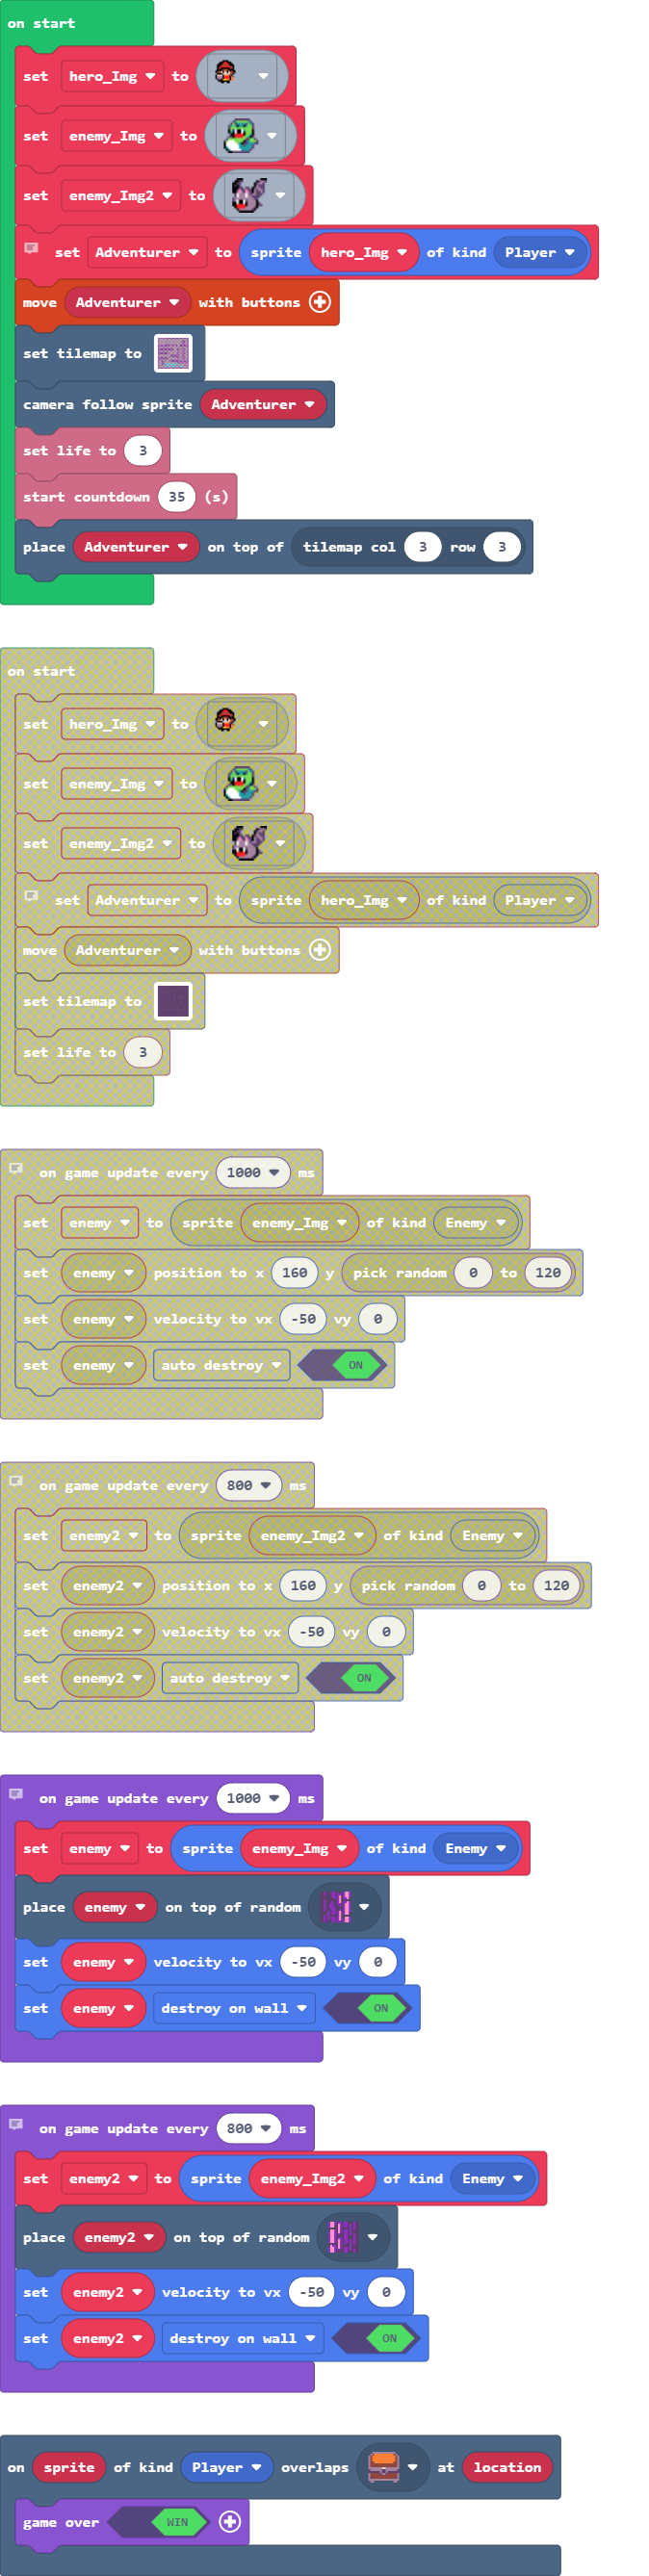 on start
set hero_Img to
set enemy_Img to
set enemy_Img2 to
set Adventurer to sprite hero_Img of kind Player
move Adventurer with buttons
set tilemap to
camera follow sprite Adventurer
set life to 3
start countdown 35 (s)
place Adventurer on top of tilemap col 3 row 3
on start
set hero_Img to
set enemy_Img to
set enemy_Img2 to
set Adventurer to sprite hero_Img of kind Player
move Adventurer with buttons
set tilemap to
set life to 3
on game update every 1000 ms
set enemy to sprite enemy_Img of kind Enemy
set enemy position to x 160 y pick random 0 to 120
set enemy velocity to vx -50 vy 0
set enemy auto destroy ON
on game update every 800 ms
set enemy2 to sprite enemy_Img2 of kind Enemy
set enemy2 position to x 160 y pick random 0 to 120
set enemy2 velocity to vx -50 vy 0
set enemy2 auto destroy ON
on game update every 1000 ms
set enemy to sprite enemy_Img of kind Enemy
place enemy on top of random
set enemy velocity to vx -50 vy 0
set enemy destroy on wall ON
on game update every 800 ms
set enemy2 to sprite enemy_Img2 of kind Enemy
place enemy2 on top of random
set enemy2 velocity to vx -50 vy 0
set enemy2 destroy on wall ON
on sprite of kind Player overlaps at location
game over WIN